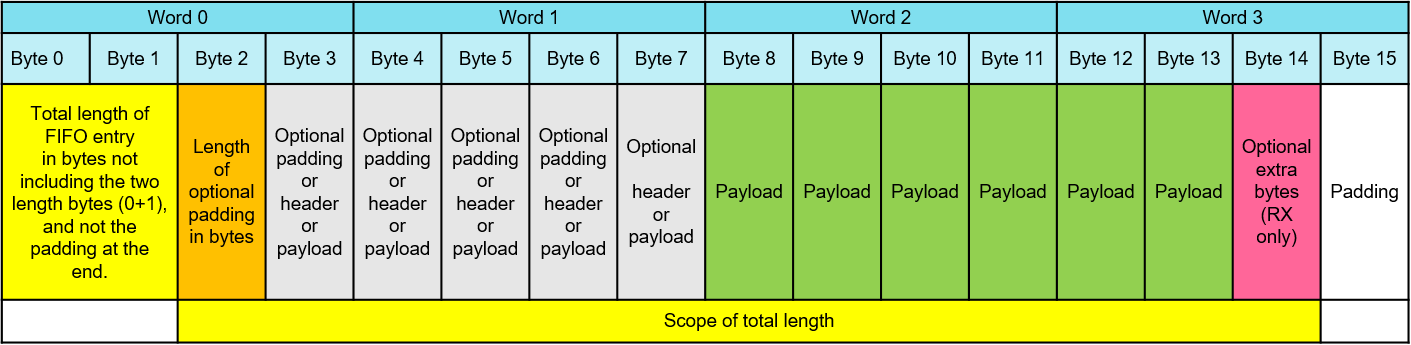 Word 0 Word 1 Word 2 Word 3
Byte 0 Byte 1 Byte 2 Byte 3 Byte 4 Byte 5 Byte 6 Byte 7 Byte 8 Byte 9 Byte 10 Byte 11 Byte 12 Byte 13 Byte 14 Byte 15
Total length of
FIFO entry
in bytes not
including the two
length bytes (0+1),
and not the
padding at the
end.
Length
of
optional
padding
in bytes
Optional
padding
or
header
or
payload
Optional
padding
or
header
or
payload
Optional
padding
or
header
or
payload
Optional
padding
or
header
or
payload
Optional
header
or
payload
Payload
Payload
Payload
Payload
Payload
Payload
Optional
extra
bytes
(RX
only)
Padding
Scope of total length